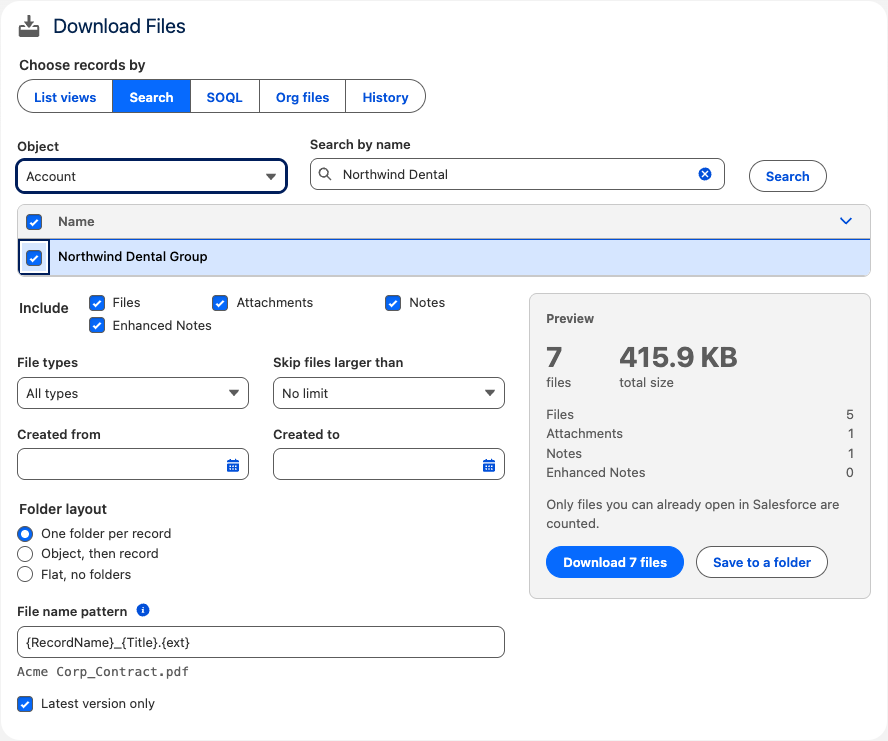 Download Files
Choose records by
List views Search SOQL Org files History
Object
Search by name
Account
Northwind Dental
Search
Name
Northwind Dental Group
Include
Files Attachments Notes
Enhanced Notes
File types
Skip files larger than
All types
No limit
Created from
Created to
Folder layout
One folder per record
Object, then record
Flat, no folders
File name pattern
{RecordName}_{Title}.{ext}
Acme Corp_Contract.pdf
Latest version only
Preview
7 415.9 KB
files total size
Files 5
Attachments 1
Notes 1
Enhanced Notes 0
Only files you can already open in Salesforce are
counted.
Download 7 files Save to a folder